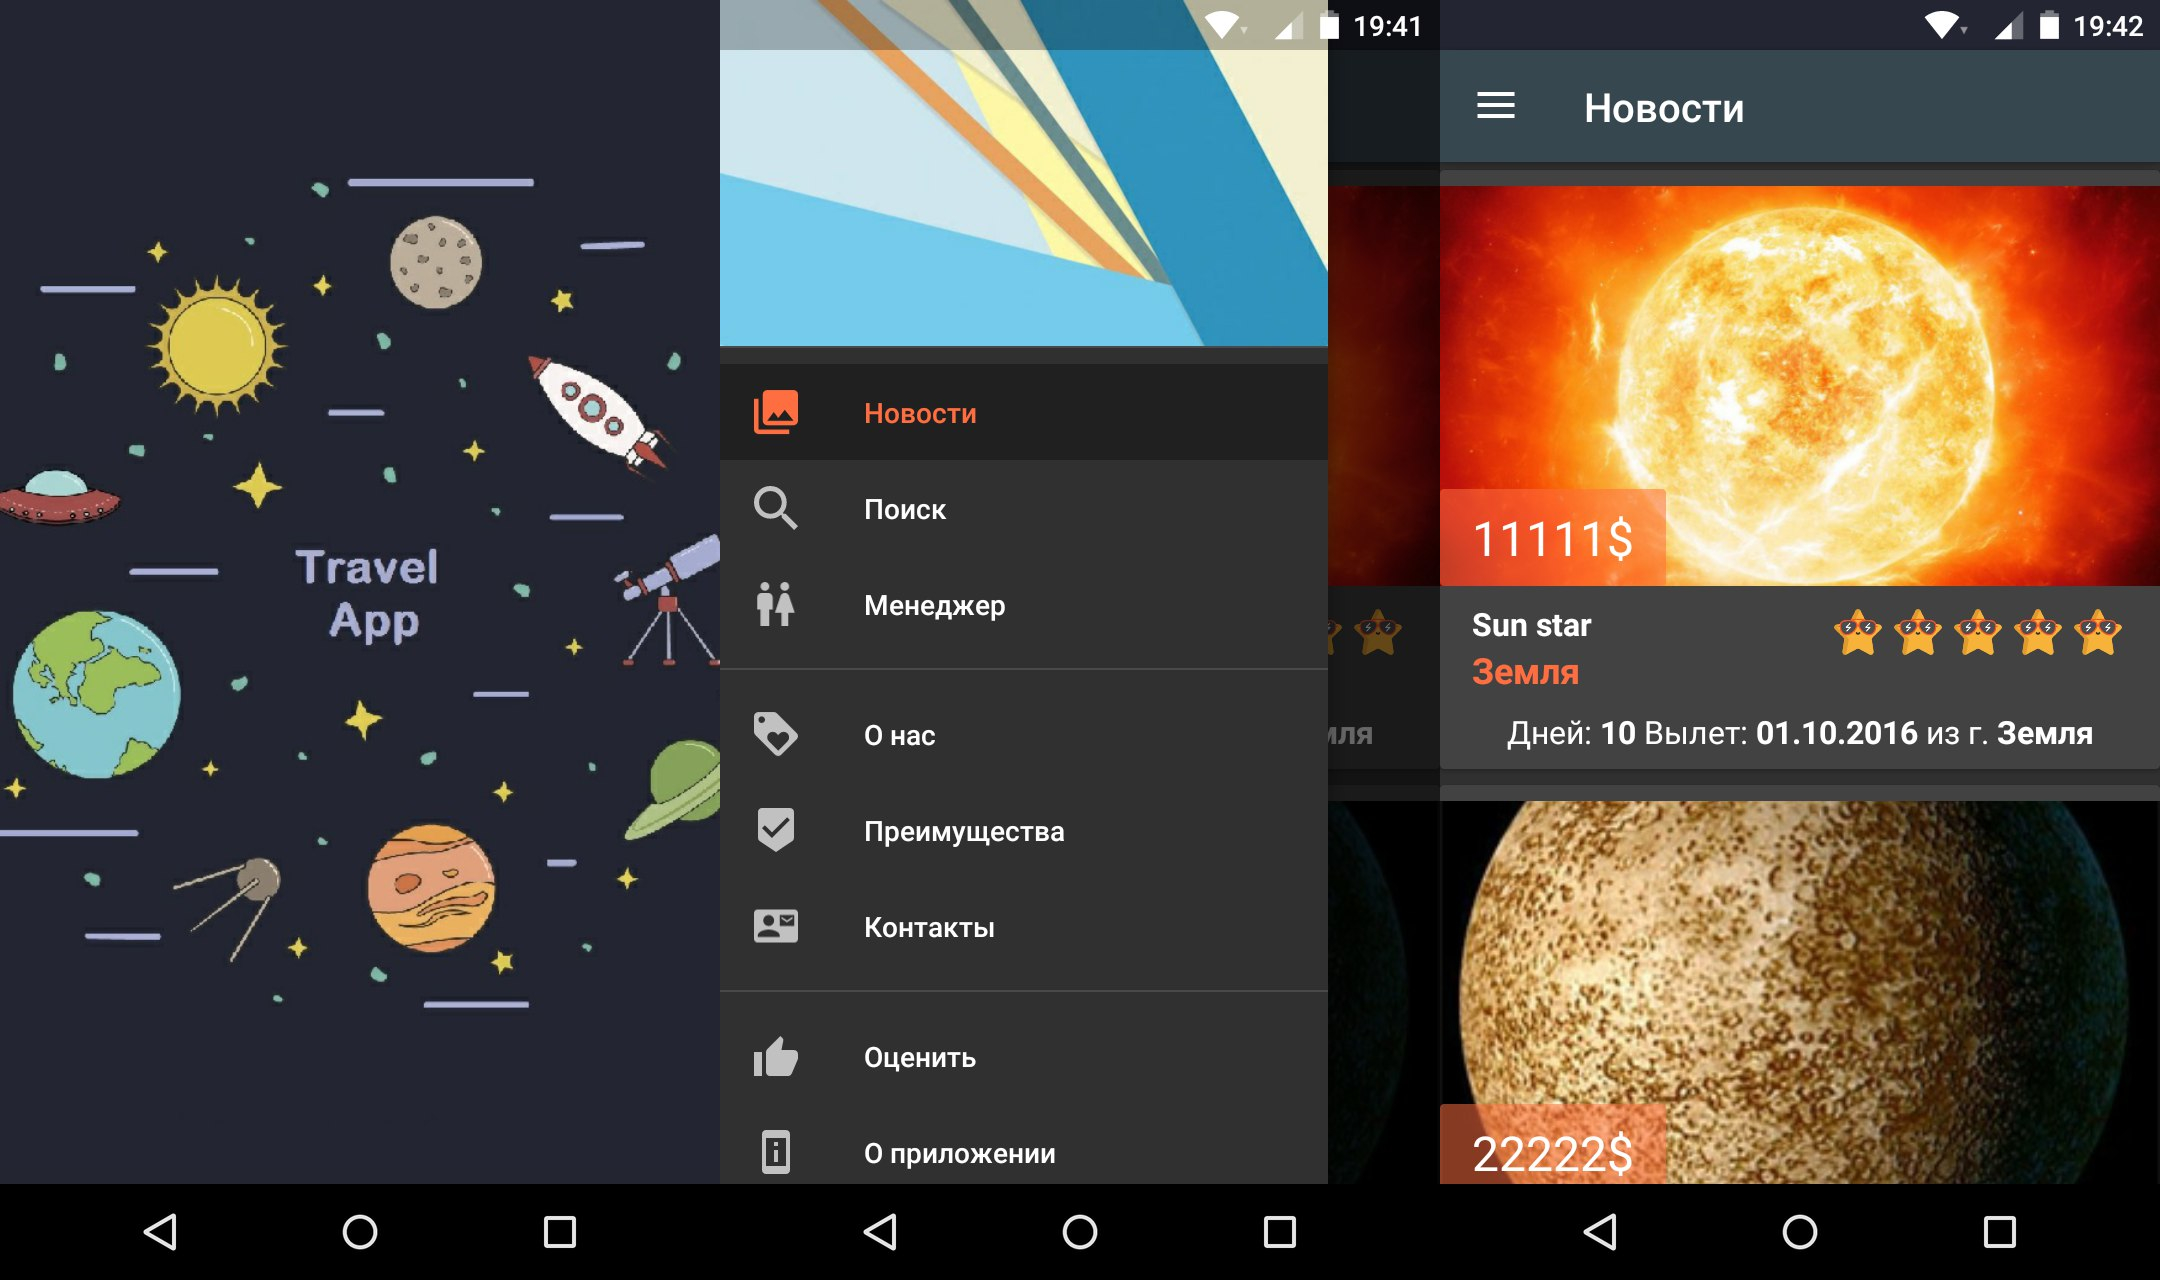 Travel
App
19:41
Новости
Поиск
Менеджер
О нас
Преимущества
Контакты
Оценить
О приложении
мля
19:42
Новости
11111$
Sun star
Земля
Дней: 10 Вылет: 01.10.2016 из г. Земля
22222$